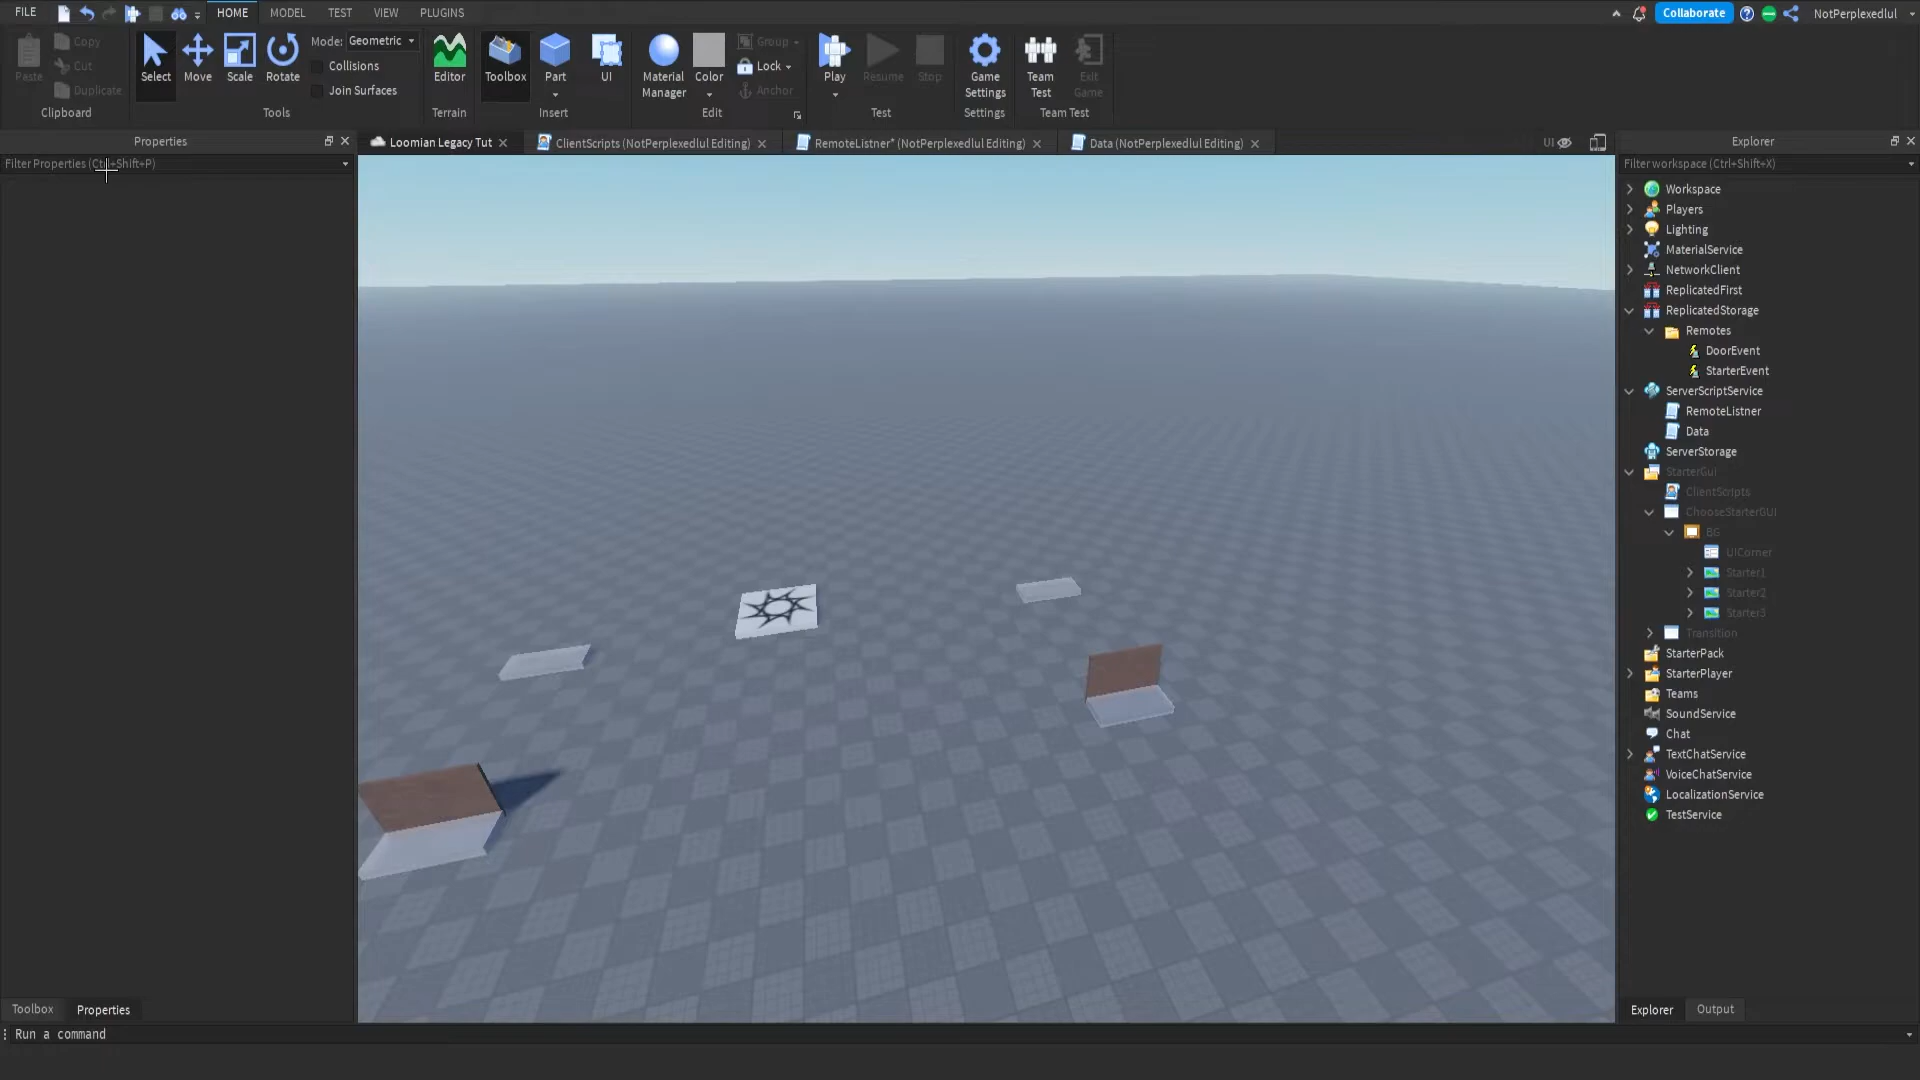 FILE HOME MODEL TEST VIEW PLUGINS Collaborate NotPerplexedlul
Paste Copy Cut Duplicate
Clipboard
Select Move Scale Rotate
Mode: Geometric
Collisions
Join Surfaces
Tools
Editor
Terrain
Toolbox Part UI
Insert
Material Manager Color Group Lock Anchor
Edit
Play Resume Stop
Test
Game Settings
Settings
Team Test Exit Game
Team Test
Properties
Filter Properties (Ctrl+Shift+P)
Loomian Legacy Tut ClientScripts (NotPerplexedlul Editing) RemoteListner* (NotPerplexedlul Editing) Data (NotPerplexedlul Editing) UI
Explorer
Filter workspace (Ctrl+Shift+X)
Workspace
Players
Lighting
MaterialService
NetworkClient
ReplicatedFirst
ReplicatedStorage
Remotes
DoorEvent
StarterEvent
ServerScriptService
RemoteListner
Data
ServerStorage
StarterGui
ClientScripts
ChooseStarterGUI
BG
UICorner
Starter1
Starter2
Starter3
Transition
StarterPack
StarterPlayer
Teams
SoundService
Chat
TextChatService
VoiceChatService
LocalizationService
TestService
Toolbox Properties
Explorer Output
Run a command